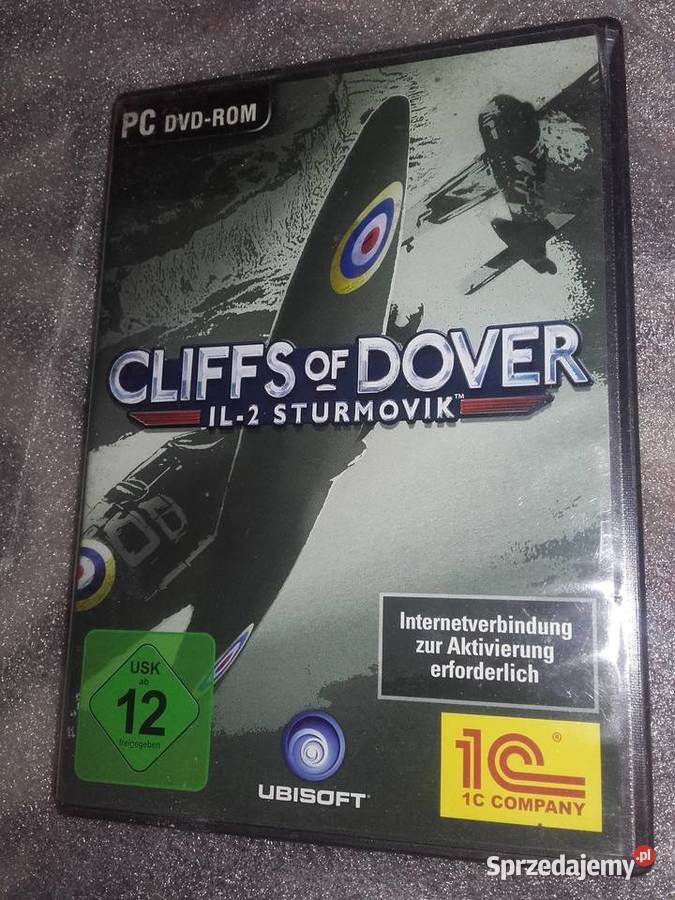 PC DVD-ROM
CLIFFS OF DOVER
IL-2 STURMOVIK™
Internetverbindung
zur Aktivierung
erforderlich
USK
ab
12
freigegeben
UBISOFT®
1C®
1C COMPANY
Sprzedajemy.pl